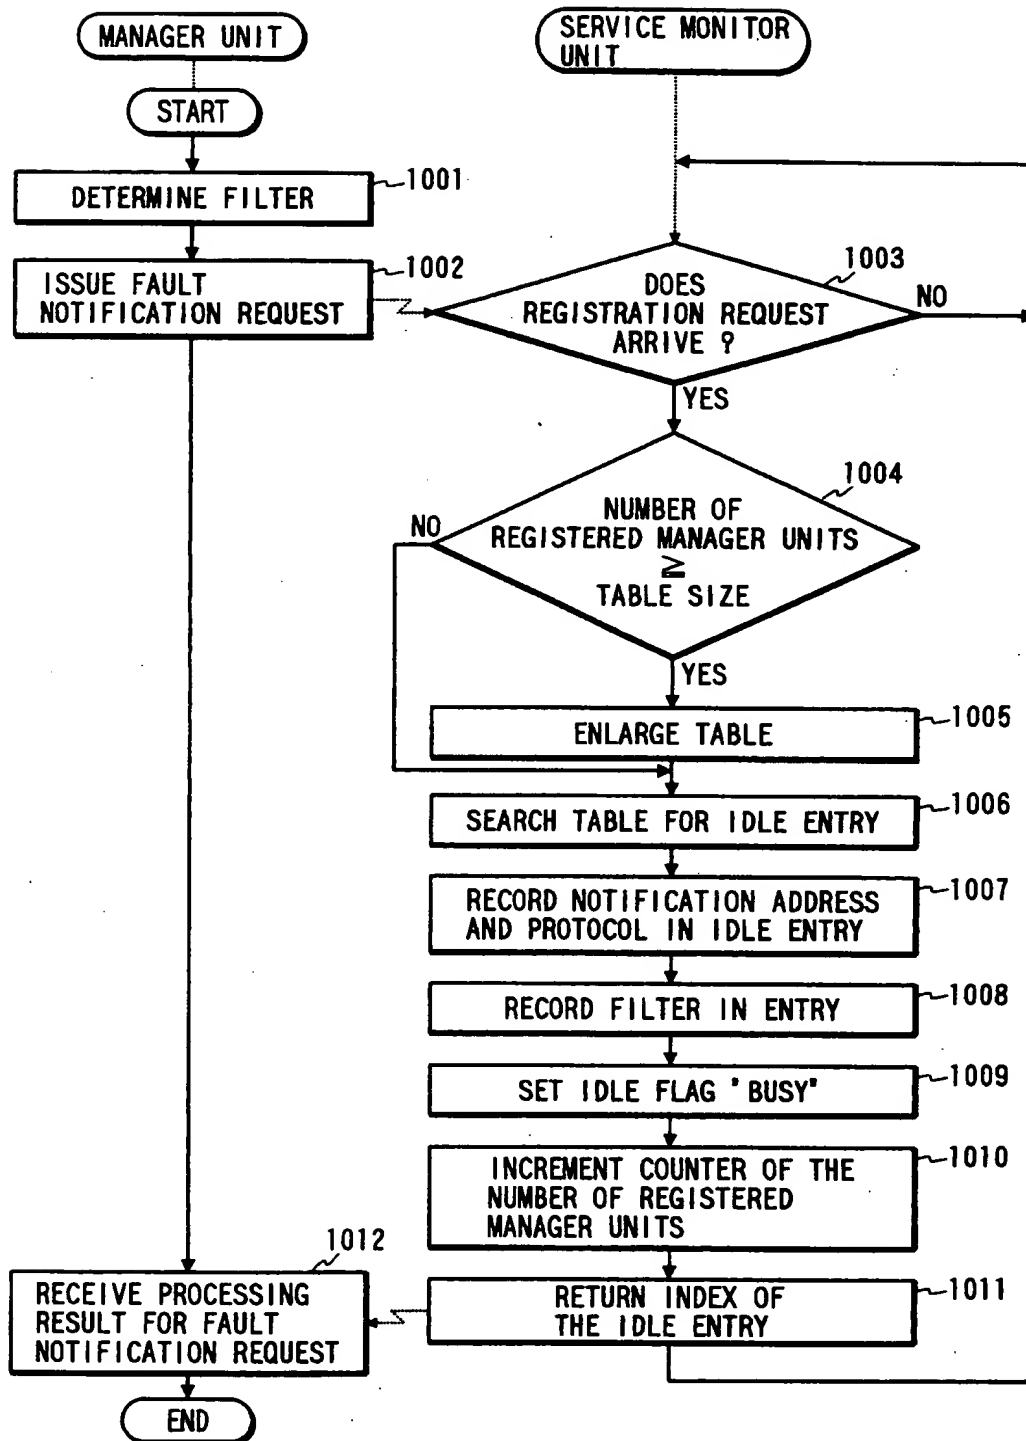 MANAGER UNIT
START
DETERMINE FILTER
1001
ISSUE FAULT
NOTIFICATION REQUEST
1002
SERVICE MONITOR
UNIT
DOES
REGISTRATION REQUEST
ARRIVE ?
1003
NO
YES
NUMBER OF
REGISTERED MANAGER UNITS
≧
TABLE SIZE
1004
NO
YES
ENLARGE TABLE
1005
SEARCH TABLE FOR IDLE ENTRY
1006
RECORD NOTIFICATION ADDRESS
AND PROTOCOL IN IDLE ENTRY
1007
RECORD FILTER IN ENTRY
1008
SET IDLE FLAG "BUSY"
1009
INCREMENT COUNTER OF THE
NUMBER OF REGISTERED
MANAGER UNITS
1010
RETURN INDEX OF
THE IDLE ENTRY
1011
1012
RECEIVE PROCESSING
RESULT FOR FAULT
NOTIFICATION REQUEST
END